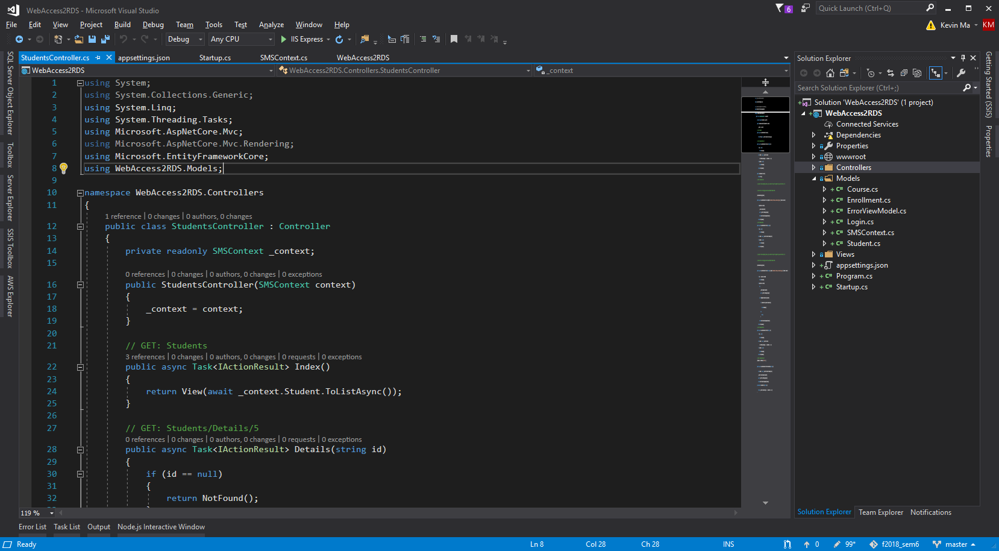 WebAccess2RDS - Microsoft Visual Studio
6
Quick Launch (Ctrl+Q)
File Edit View Project Build Debug Team Tools Test Analyze Window Help
Kevin Ma KM
Debug Any CPU IIS Express
SQL Server Object Explorer
Toolbox
Server Explorer
SSIS Toolbox
AWS Explorer
StudentsController.cs appsettings.json Startup.cs SMSContext.cs WebAccess2RDS
WebAccess2RDS WebAccess2RDS.Controllers.StudentsController _context
1 using System;
2 using System.Collections.Generic;
3 using System.Linq;
4 using System.Threading.Tasks;
5 using Microsoft.AspNetCore.Mvc;
6 using Microsoft.AspNetCore.Mvc.Rendering;
7 using Microsoft.EntityFrameworkCore;
8 using WebAccess2RDS.Models;
9
10 namespace WebAccess2RDS.Controllers
11 {
1 reference | 0 changes | 0 authors, 0 changes
12 public class StudentsController : Controller
13 {
14 private readonly SMSContext _context;
15
0 references | 0 changes | 0 authors, 0 changes | 0 exceptions
16 public StudentsController(SMSContext context)
17 {
18 _context = context;
19 }
20
21 // GET: Students
3 references | 0 changes | 0 authors, 0 changes | 0 requests | 0 exceptions
22 public async Task<IActionResult> Index()
23 {
24 return View(await _context.Student.ToListAsync());
25 }
26
27 // GET: Students/Details/5
0 references | 0 changes | 0 authors, 0 changes | 0 requests | 0 exceptions
28 public async Task<IActionResult> Details(string id)
29 {
30 if (id == null)
31 {
32 return NotFound();
119 %
Solution Explorer
Search Solution Explorer (Ctrl+;)
Solution 'WebAccess2RDS' (1 project)
WebAccess2RDS
Connected Services
Dependencies
Properties
wwwroot
Controllers
Models
C# Course.cs
C# Enrollment.cs
C# ErrorViewModel.cs
C# Login.cs
C# SMSContext.cs
C# Student.cs
Views
appsettings.json
C# Program.cs
C# Startup.cs
Solution Explorer Team Explorer Notifications
Getting Started (SSIS)
Properties
Error List Task List Output Node.js Interactive Window
Ready Ln 8 Col 28 Ch 28 INS 0 99* f2018_sem6 master